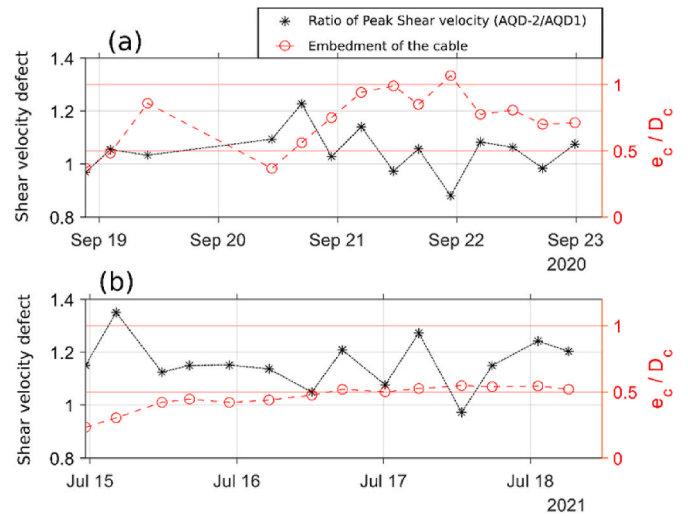 Ratio of Peak Shear velocity (AQD-2/AQD1)
Embedment of the cable
(a)
Shear velocity defect
1.4
1.2
1
0.8
1
0.5
0
e_c / D_c
Sep 19
Sep 20
Sep 21
Sep 22
Sep 23
2020
(b)
Shear velocity defect
1.4
1.2
1
0.8
1
0.5
0
e_c / D_c
Jul 15
Jul 16
Jul 17
Jul 18
2021